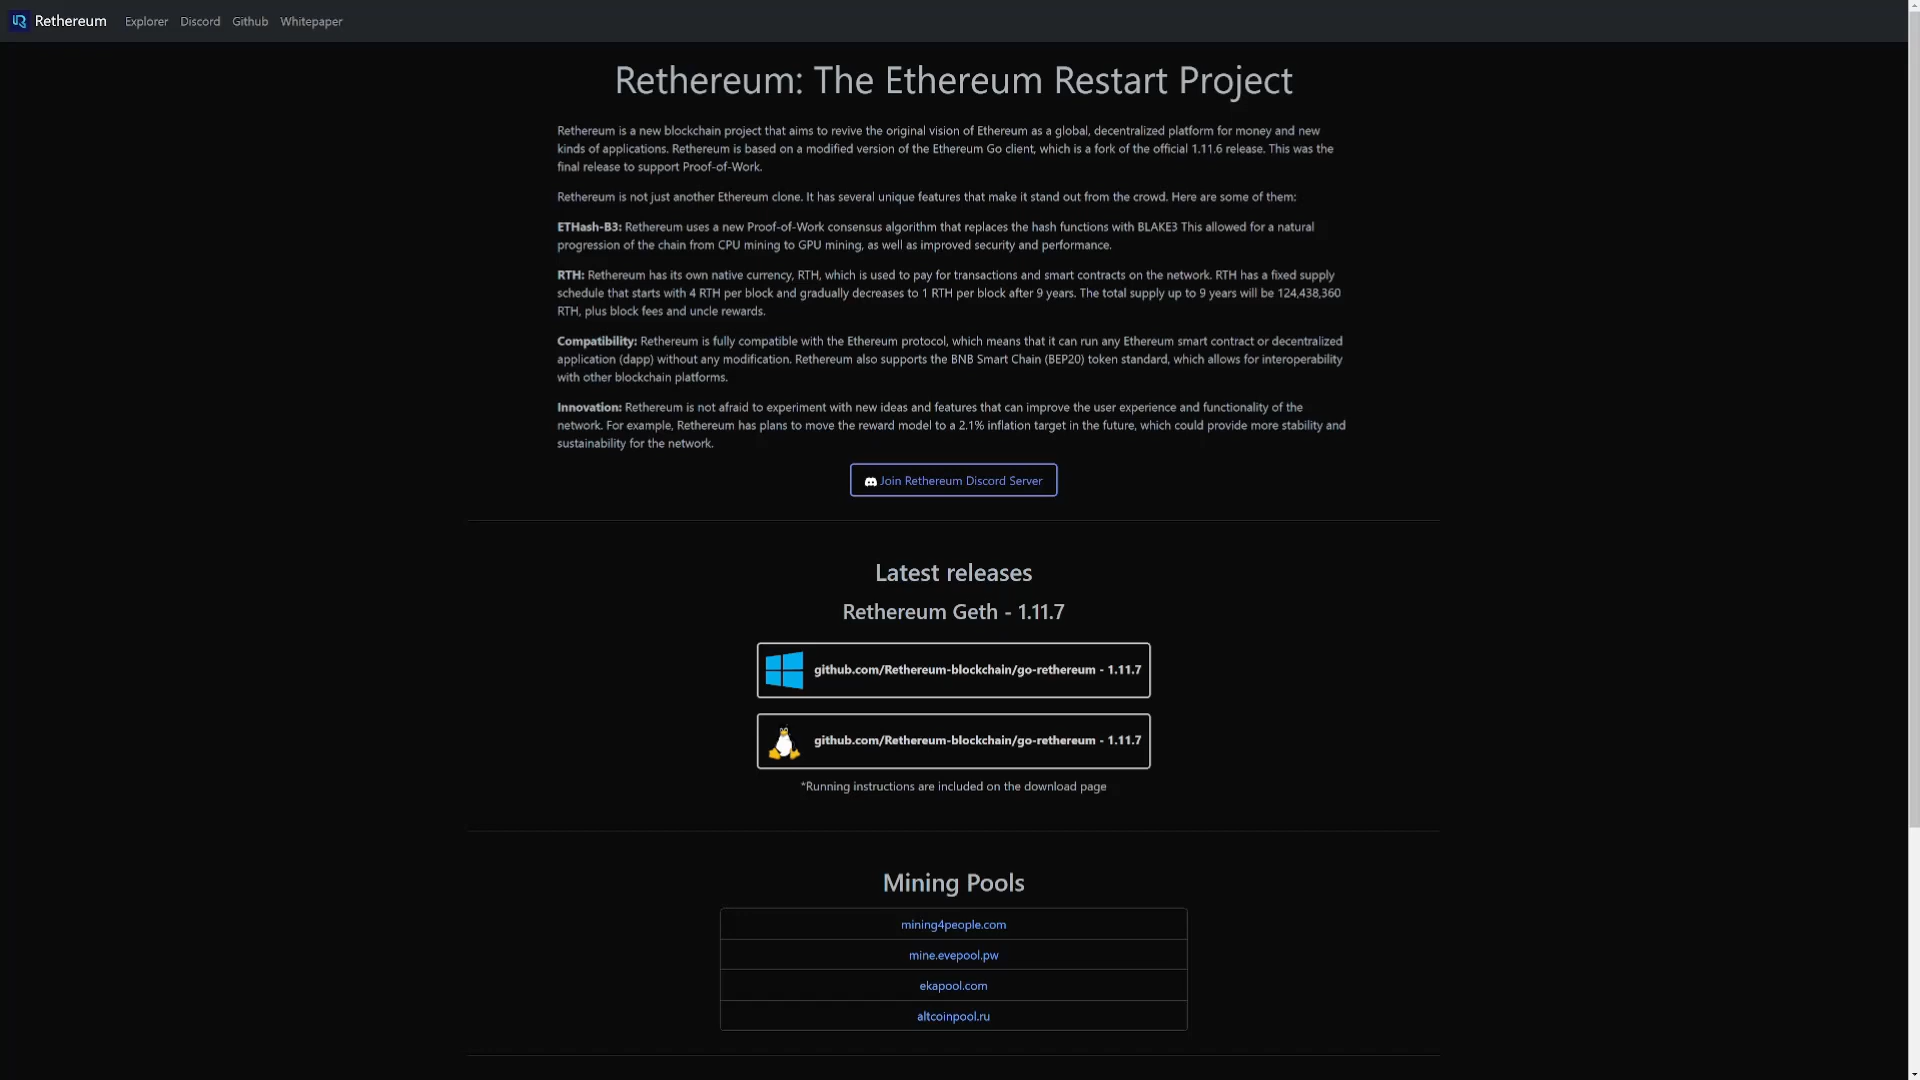 Rethereum Explorer Discord Github Whitepaper
Rethereum: The Ethereum Restart Project
Rethereum is a new blockchain project that aims to revive the original vision of Ethereum as a global, decentralized platform for money and new
kinds of applications. Rethereum is based on a modified version of the Ethereum Go client, which is a fork of the official 1.11.6 release. This was the
final release to support Proof-of-Work.
Rethereum is not just another Ethereum clone. It has several unique features that make it stand out from the crowd. Here are some of them:
ETHash-B3: Rethereum uses a new Proof-of-Work consensus algorithm that replaces the hash functions with BLAKE3 This allowed for a natural
progression of the chain from CPU mining to GPU mining, as well as improved security and performance.
RTH: Rethereum has its own native currency, RTH, which is used to pay for transactions and smart contracts on the network. RTH has a fixed supply
schedule that starts with 4 RTH per block and gradually decreases to 1 RTH per block after 9 years. The total supply up to 9 years will be 124,438,360
RTH, plus block fees and uncle rewards.
Compatibility: Rethereum is fully compatible with the Ethereum protocol, which means that it can run any Ethereum smart contract or decentralized
application (dapp) without any modification. Rethereum also supports the BNB Smart Chain (BEP20) token standard, which allows for interoperability
with other blockchain platforms.
Innovation: Rethereum is not afraid to experiment with new ideas and features that can improve the user experience and functionality of the
network. For example, Rethereum has plans to move the reward model to a 2.1% inflation target in the future, which could provide more stability and
sustainability for the network.
Join Rethereum Discord Server
Latest releases
Rethereum Geth - 1.11.7
github.com/Rethereum-blockchain/go-rethereum - 1.11.7
github.com/Rethereum-blockchain/go-rethereum - 1.11.7
*Running instructions are included on the download page
Mining Pools
mining4people.com
mine.evepool.pw
ekapool.com
altcoinpool.ru